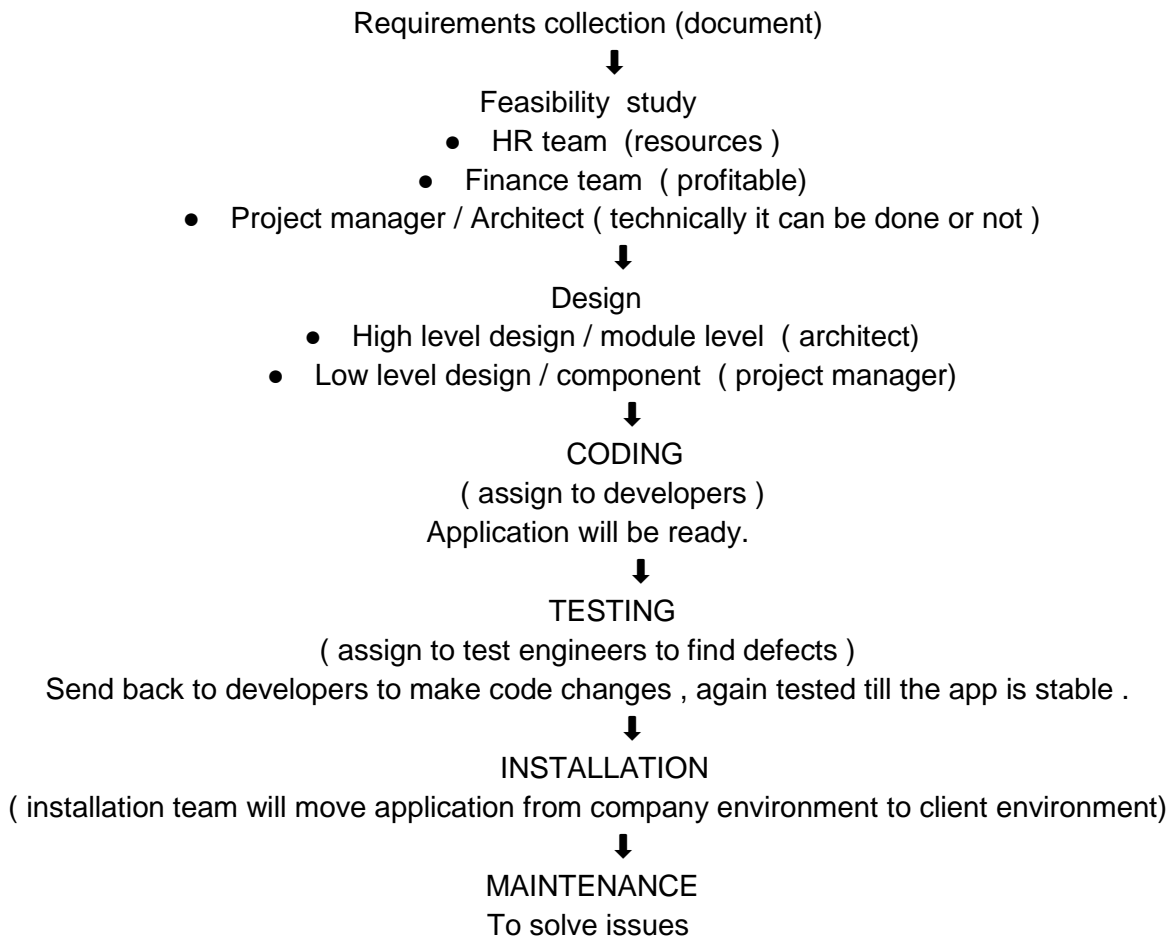 Requirements collection (document)
⬇
Feasibility  study
● HR team  (resources )
● Finance team  ( profitable)
● Project manager / Architect ( technically it can be done or not )
⬇
Design
● High level design / module level  ( architect)
● Low level design / component  ( project manager)
⬇
CODING
( assign to developers )
Application will be ready.
⬇
TESTING
( assign to test engineers to find defects )
Send back to developers to make code changes , again tested till the app is stable .
⬇
INSTALLATION
( installation team will move application from company environment to client environment)
⬇
MAINTENANCE
To solve issues